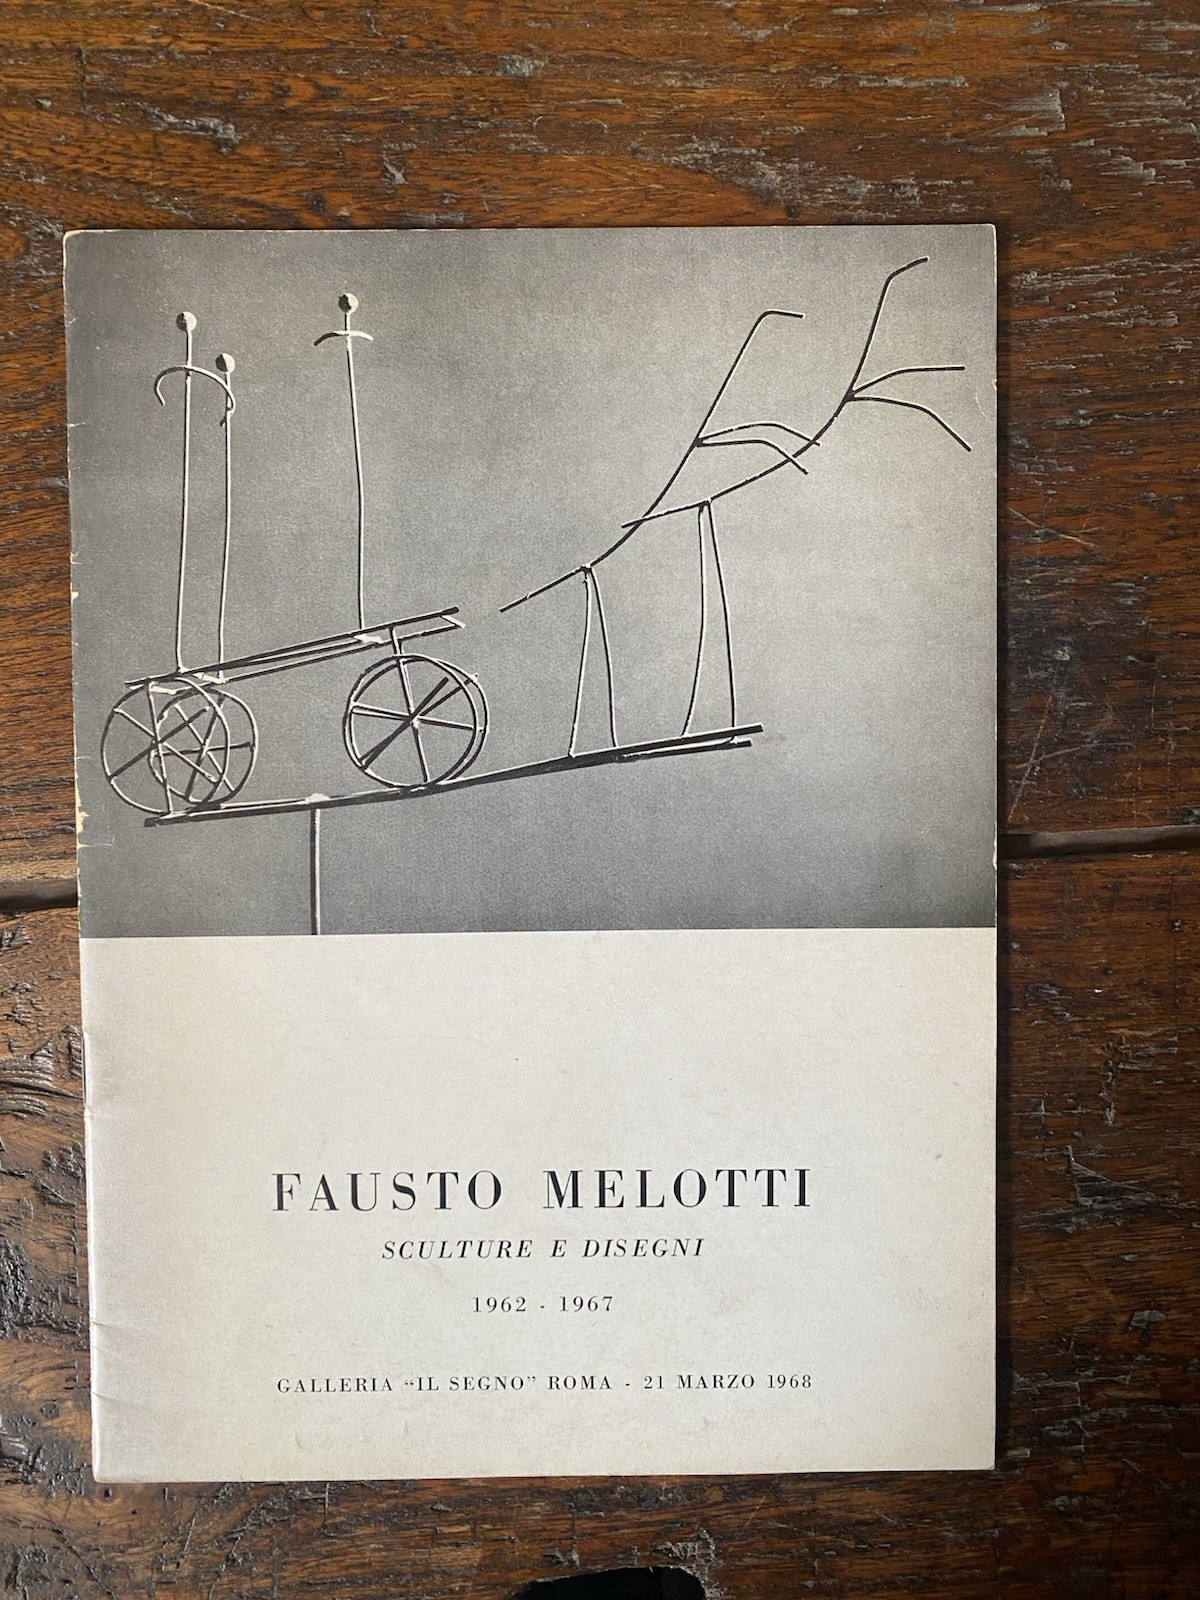 FAUSTO MELOTTI
SCULTURE E DISEGNI
1962 - 1967
GALLERIA “IL SEGNO” ROMA - 21 MARZO 1968